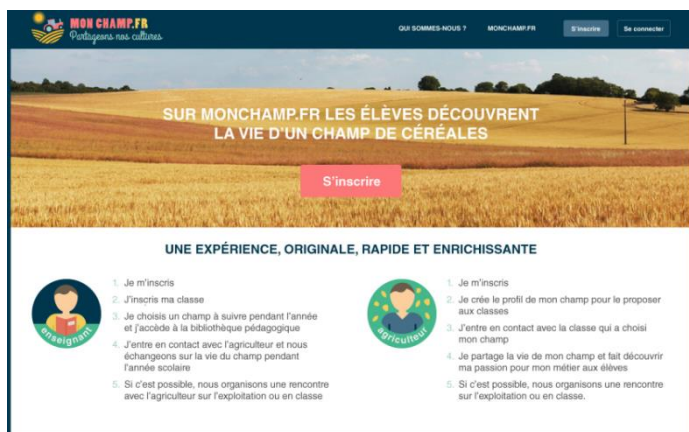 MON CHAMP.FR
Partageons nos cultures
QUI SOMMES-NOUS ?
MONCHAMP.FR
S'inscrire
Se connecter
SUR MONCHAMP.FR LES ÉLÈVES DÉCOUVRENT
LA VIE D'UN CHAMP DE CÉRÉALES
S'inscrire
UNE EXPÉRIENCE, ORIGINALE, RAPIDE ET ENRICHISSANTE
enseignant
1. Je m'inscris
2. J'inscris ma classe
3. Je choisis un champ à suivre pendant l'année
et j'accède à la bibliothèque pédagogique
4. J'entre en contact avec l'agriculteur et nous
échangeons sur la vie du champ pendant
l'année scolaire
5. Si c'est possible, nous organisons une rencontre
avec l'agriculteur sur l'exploitation ou en classe
agriculteur
1. Je m'inscris
2. Je crée le profil de mon champ pour le proposer
aux classes
3. J'entre en contact avec la classe qui a choisi
mon champ
4. Je partage la vie de mon champ et fait découvrir
ma passion pour mon métier aux élèves
5. Si c'est possible, nous organisons une rencontre
sur l'exploitation ou en classe.